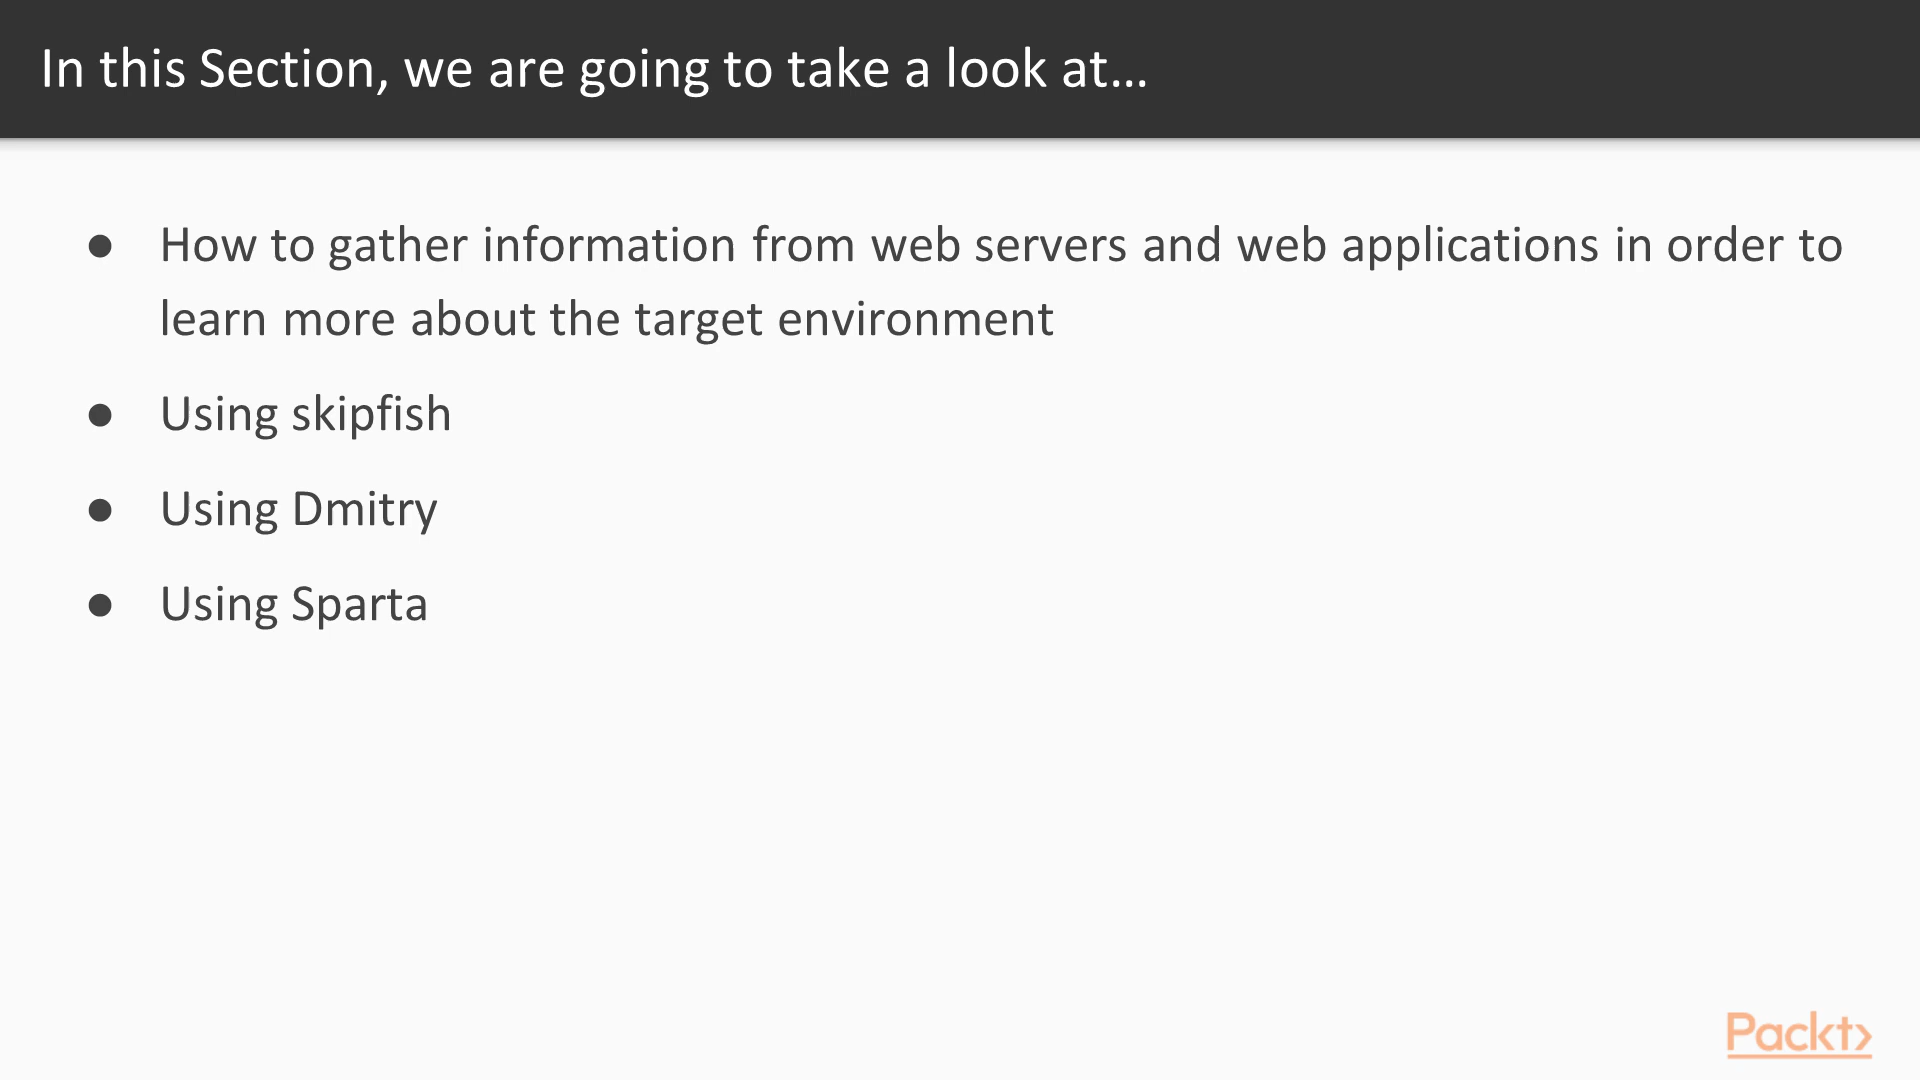 In this Section, we are going to take a look at...
● How to gather information from web servers and web applications in order to
learn more about the target environment
● Using skipfish
● Using Dmitry
● Using Sparta
Packt>